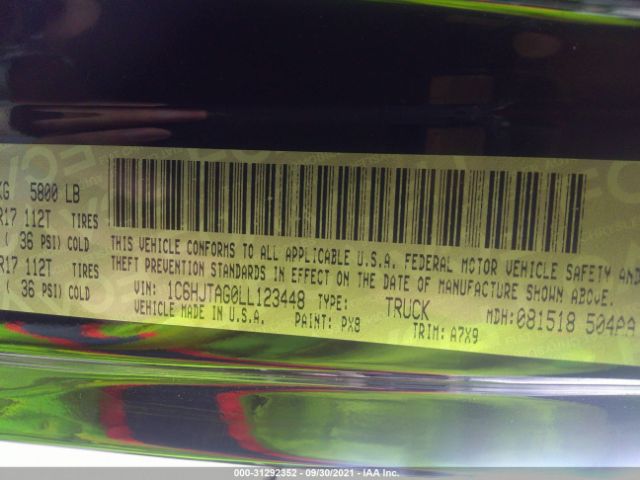 KG 5800 LB
R17 112T TIRES
( 36 PSI) COLD
R17 112T TIRES
( 36 PSI) COLD
THIS VEHICLE CONFORMS TO ALL APPLICABLE U.S.A. FEDERAL MOTOR VEHICLE SAFETY AND
THEFT PREVENTION STANDARDS IN EFFECT ON THE DATE OF MANUFACTURE SHOWN ABOVE.
VIN: 1C6HJTAG0LL123448 TYPE: TRUCK MDH: 081518 504PA
VEHICLE MADE IN U.S.A. PAINT: PX8 TRIM: A7X9
000-31292352 - 09/30/2021 - IAA Inc.